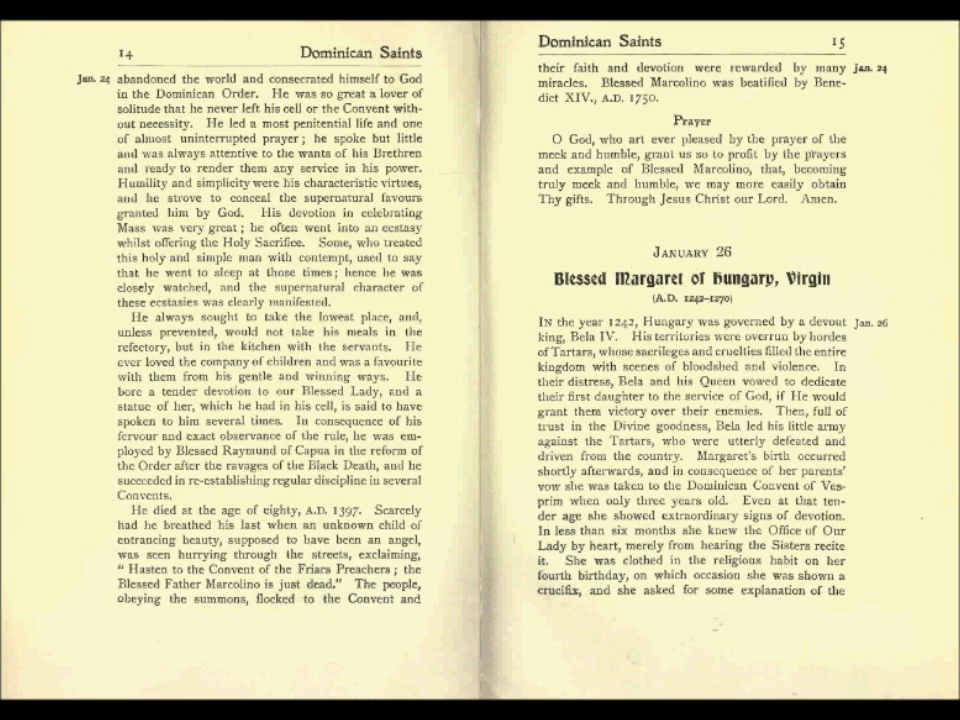 14 Dominican Saints
Jan. 24 abandoned the world and consecrated himself to God
in the Dominican Order. He was so great a lover of
solitude that he never left his cell or the Convent with-
out necessity. He led a most penitential life and one
of almost uninterrupted prayer; he spoke but little
and was always attentive to the wants of his Brethren
and ready to render them any service in his power.
Humility and simplicity were his characteristic virtues,
and he strove to conceal the supernatural favours
granted him by God. His devotion in celebrating
Mass was very great; he often went into an ecstasy
whilst offering the Holy Sacrifice. Some, who treated
this holy and simple man with contempt, used to say
that he went to sleep at those times; hence he was
closely watched, and the supernatural character of
these ecstasies was clearly manifested.
He always sought to take the lowest place, and,
unless prevented, would not take his meals in the
refectory, but in the kitchen with the servants. He
ever loved the company of children and was a favourite
with them from his gentle and winning ways. He
bore a tender devotion to our Blessed Lady, and a
statue of her, which he had in his cell, is said to have
spoken to him several times. In consequence of his
fervour and exact observance of the rule, he was em-
ployed by Blessed Raymund of Capua in the reform of
the Order after the ravages of the Black Death, and he
succeeded in re-establishing regular discipline in several
Convents.
He died at the age of eighty, A.D. 1397. Scarcely
had he breathed his last when an unknown child of
entrancing beauty, supposed to have been an angel,
was seen hurrying through the streets, exclaiming,
“ Hasten to the Convent of the Friars Preachers ; the
Blessed Father Marcolino is just dead.” The people,
obeying the summons, flocked to the Convent and
Dominican Saints 15
their faith and devotion were rewarded by many Jan. 24
miracles. Blessed Marcolino was beatified by Bene-
dict XIV., A.D. 1750.
Prayer
O God, who art ever pleased by the prayer of the
meek and humble, grant us so to profit by the prayers
and example of Blessed Marcolino, that, becoming
truly meek and humble, we may more easily obtain
Thy gifts. Through Jesus Christ our Lord. Amen.
JANUARY 26
Blessed Margaret of Hungary, Virgin
(A.D. 1242-1270)
IN the year 1242, Hungary was governed by a devout Jan. 26
king, Bela IV. His territories were overrun by hordes
of Tartars, whose sacrileges and cruelties filled the entire
kingdom with scenes of bloodshed and violence. In
their distress, Bela and his Queen vowed to dedicate
their first daughter to the service of God, if He would
grant them victory over their enemies. Then, full of
trust in the Divine goodness, Bela led his little army
against the Tartars, who were utterly defeated and
driven from the country. Margaret's birth occurred
shortly afterwards, and in consequence of her parents'
vow she was taken to the Dominican Convent of Ves-
prim when only three years old. Even at that ten-
der age she showed extraordinary signs of devotion.
In less than six months she knew the Office of Our
Lady by heart, merely from hearing the Sisters recite
it. She was clothed in the religious habit on her
fourth birthday, on which occasion she was shown a
crucifix, and she asked for some explanation of the